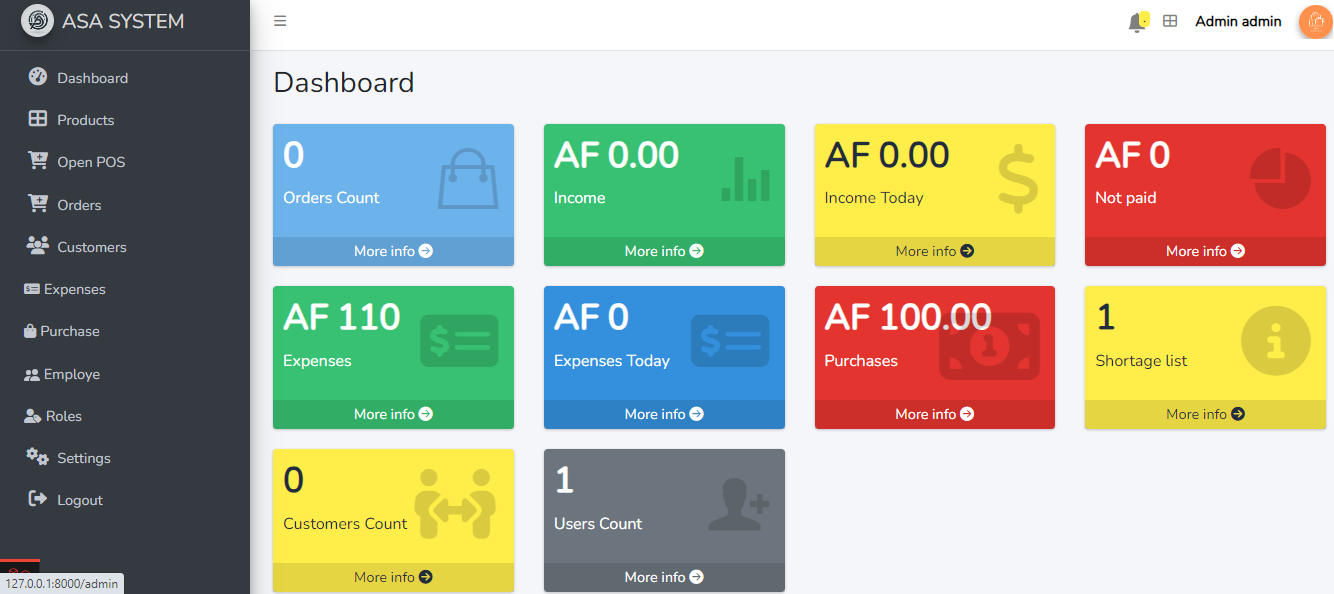 ASA SYSTEM
Admin admin
Dashboard
Products
Open POS
Orders
Customers
Expenses
Purchase
Employe
Roles
Settings
Logout
127.0.0.1:8000/admin
Dashboard
0
Orders Count
More info
AF 0.00
Income
More info
AF 0.00
Income Today
More info
AF 0
Not paid
More info
AF 110
Expenses
More info
AF 0
Expenses Today
More info
AF 100.00
Purchases
More info
1
Shortage list
More info
0
Customers Count
More info
1
Users Count
More info